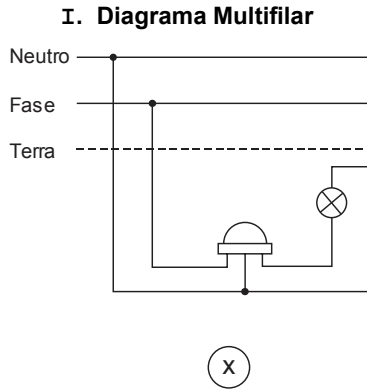 I. Diagrama Multifilar
Neutro
Fase
Terra
X